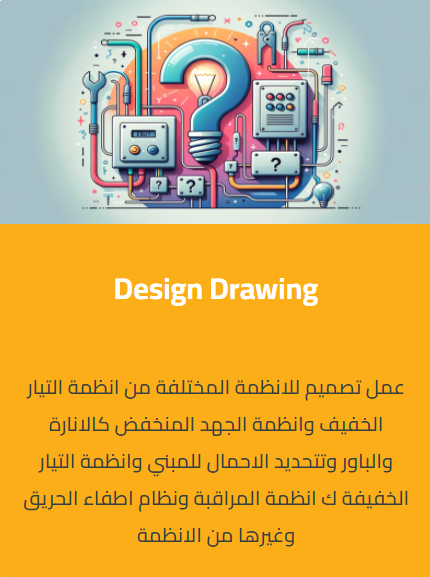 Design Drawing
عمل تصميم للانظمة المختلفة من انظمة التيار
الخفيف وانظمة الجهد المنخفض كالانارة
والباور وتتحديد الاحمال للمبني وانظمة التيار
الخفيفة ك انظمة المراقبة ونظام اطفاء الحريق
وغيرها من الانظمة